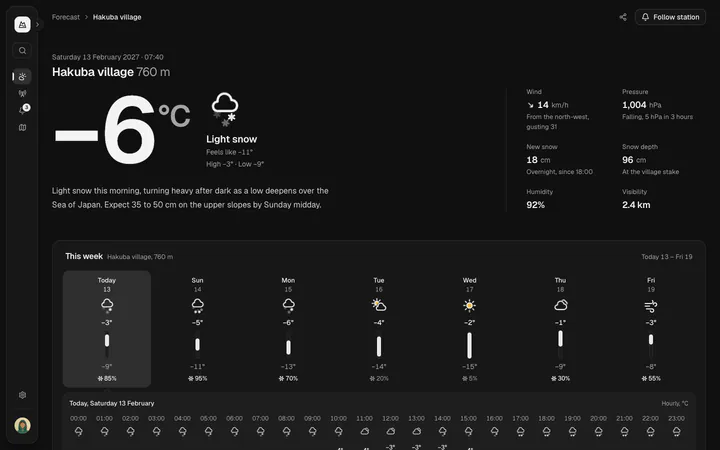 Forecast > Hakuba village
Follow station
3
Saturday 13 February 2027 · 07:40
Hakuba village 760 m
−6°C
Light snow
Feels like −11°
High −3° · Low −9°
Light snow this morning, turning heavy after dark as a low deepens over the
Sea of Japan. Expect 35 to 50 cm on the upper slopes by Sunday midday.
Wind
14 km/h
From the north-west,
gusting 31
Pressure
1,004 hPa
Falling, 5 hPa in 3 hours
New snow
18 cm
Overnight, since 18:00
Snow depth
96 cm
At the village stake
Humidity
92%
Visibility
2.4 km
This week Hakuba village, 760 m
Today 13 – Fri 19
Today
13
−3°
−9°
85%
Sun
14
−5°
−11°
95%
Mon
15
−6°
−13°
70%
Tue
16
−4°
−14°
20%
Wed
17
−2°
−15°
5%
Thu
18
−1°
−9°
30%
Fri
19
−3°
−8°
55%
Today, Saturday 13 February
Hourly, °C
00:00 01:00 02:00 03:00 04:00 05:00 06:00 07:00 08:00 09:00 10:00 11:00 12:00 13:00 14:00 15:00 16:00 17:00 18:00 19:00 20:00 21:00 22:00 23:00
−3° −3° −3°